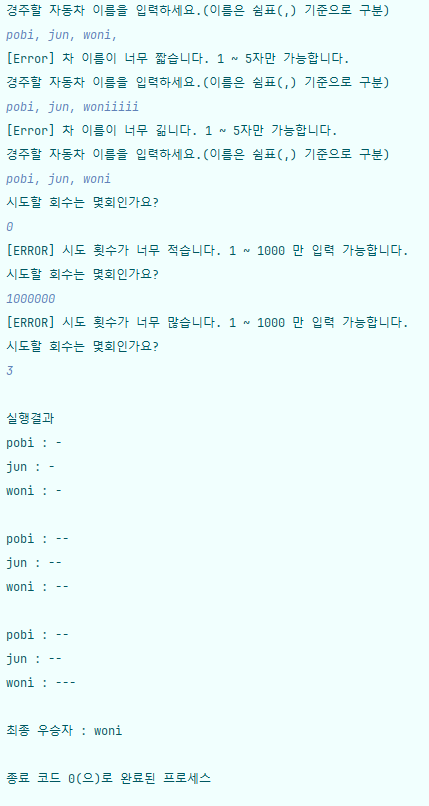 경주할 자동차 이름을 입력하세요.(이름은 쉼표(,) 기준으로 구분)
pobi, jun, woni,
[Error] 차 이름이 너무 짧습니다. 1 ~ 5자만 가능합니다.
경주할 자동차 이름을 입력하세요.(이름은 쉼표(,) 기준으로 구분)
pobi, jun, woniiiii
[Error] 차 이름이 너무 깁니다. 1 ~ 5자만 가능합니다.
경주할 자동차 이름을 입력하세요.(이름은 쉼표(,) 기준으로 구분)
pobi, jun, woni
시도할 회수는 몇회인가요?
0
[ERROR] 시도 횟수가 너무 적습니다. 1 ~ 1000 만 입력 가능합니다.
시도할 회수는 몇회인가요?
1000000
[ERROR] 시도 횟수가 너무 많습니다. 1 ~ 1000 만 입력 가능합니다.
시도할 회수는 몇회인가요?
3
실행결과
pobi : -
jun : -
woni : -
pobi : --
jun : --
woni : --
pobi : --
jun : --
woni : ---
최종 우승자 : woni
종료 코드 0(으)로 완료된 프로세스